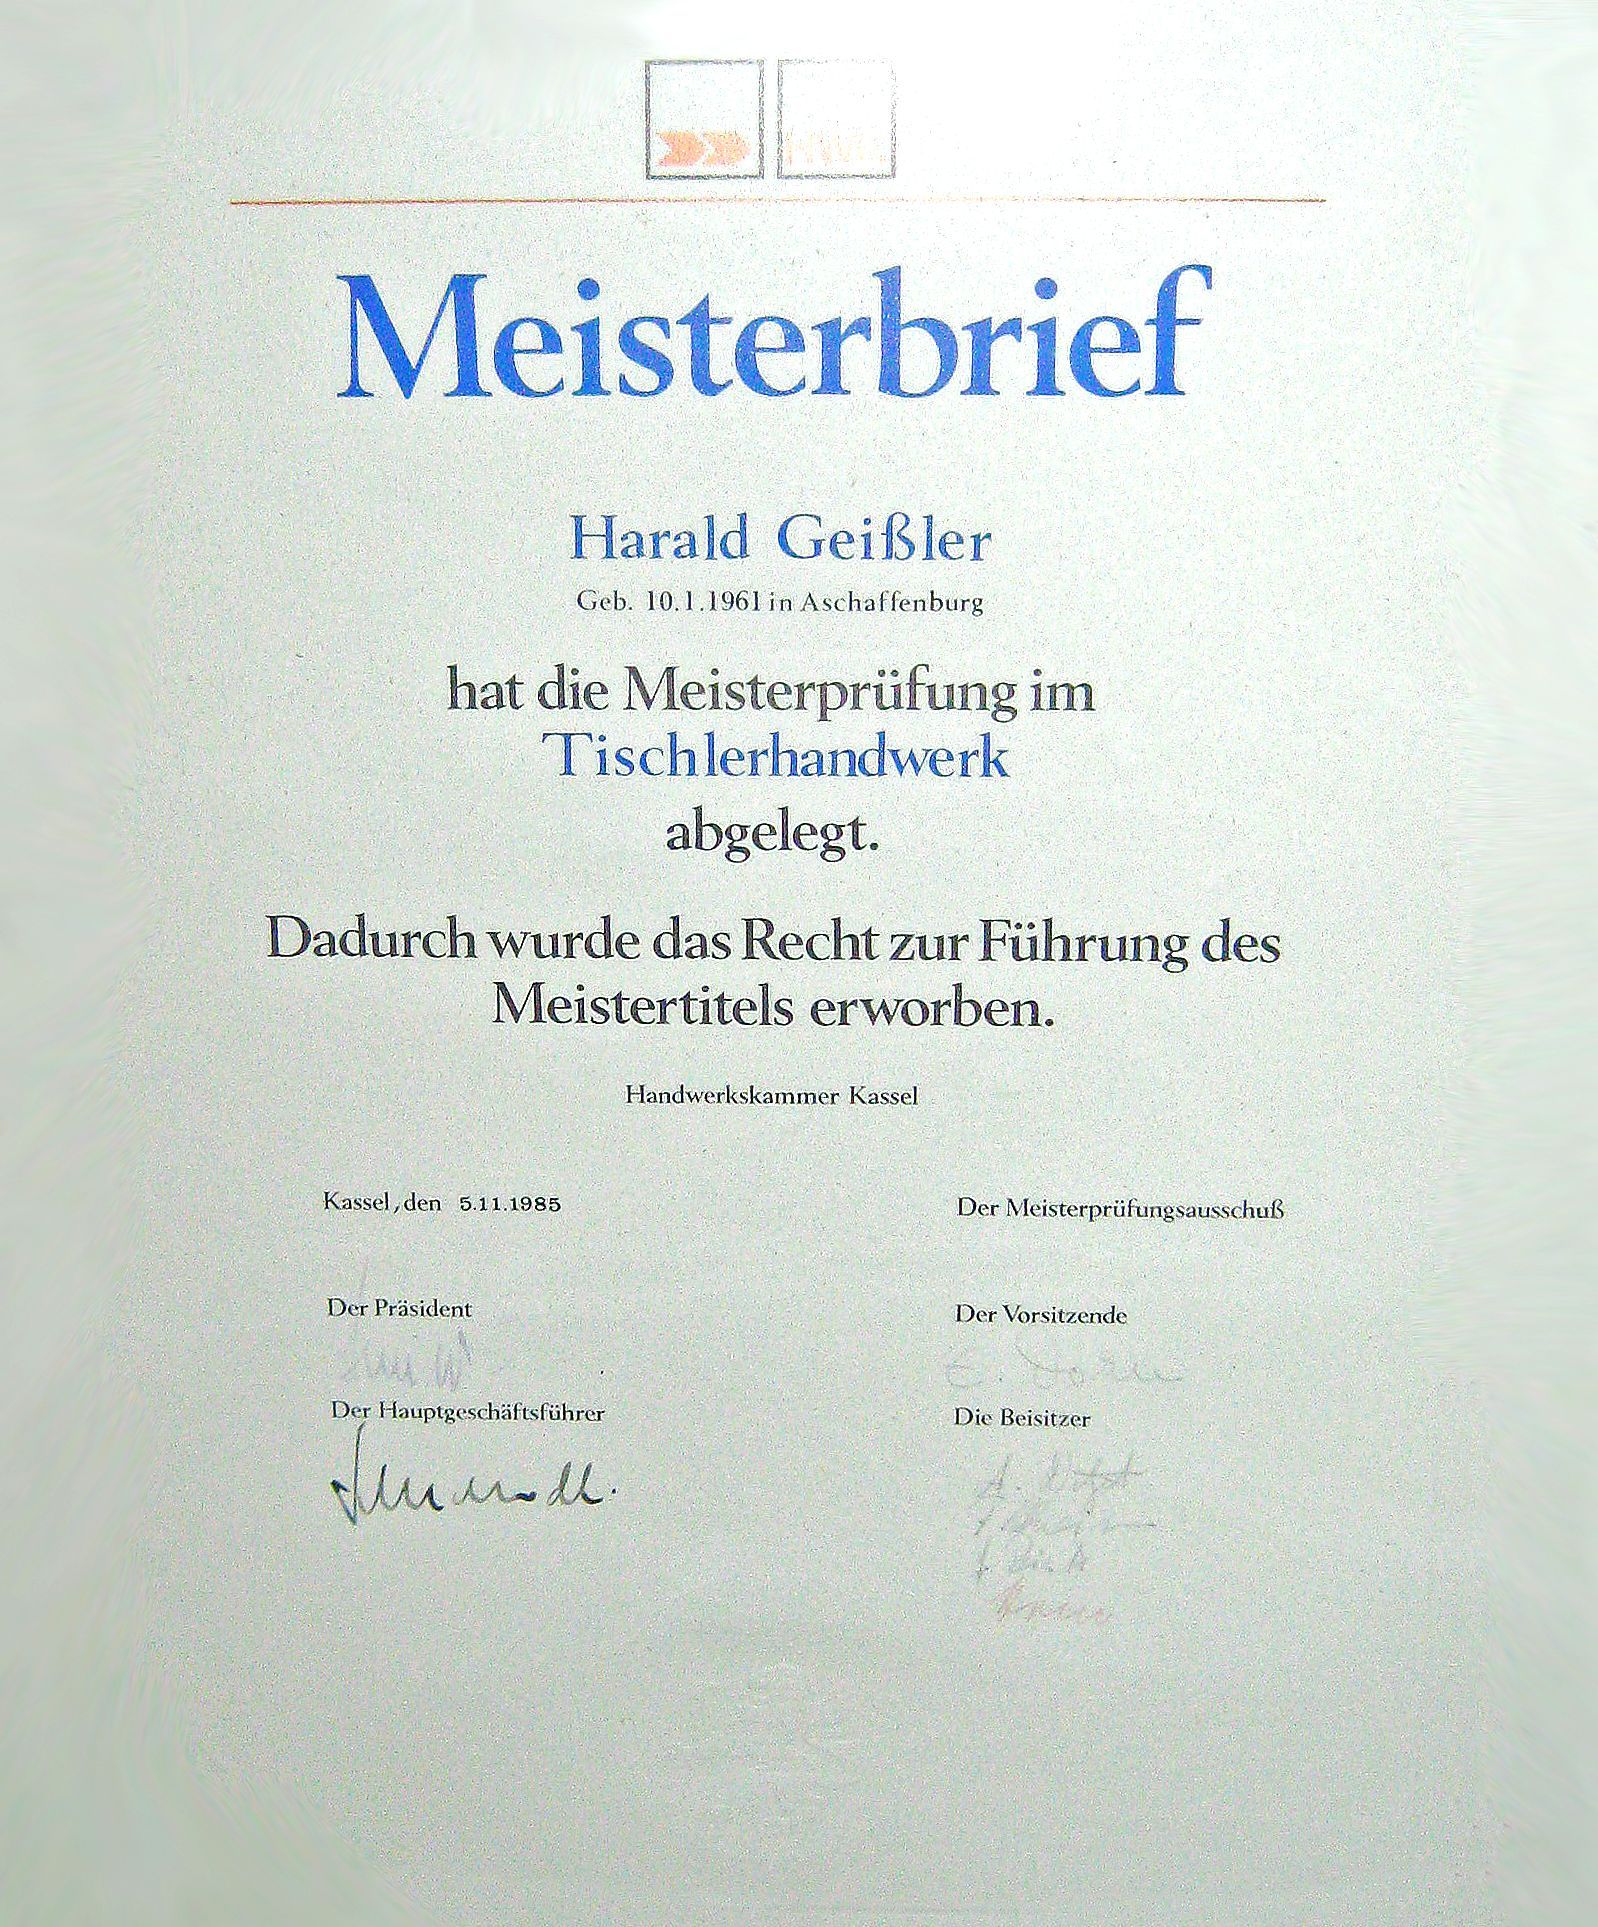 Meisterbrief
Harald Geißler
Geb. 10.1.1961 in Aschaffenburg
hat die Meisterprüfung im
Tischlerhandwerk
abgelegt.
Dadurch wurde das Recht zur Führung des
Meistertitels erworben.
Handwerkskammer Kassel
Kassel, den 5.11.1985
Der Meisterprüfungsausschuß
Der Präsident
Der Vorsitzende
Der Hauptgeschäftsführer
Die Beisitzer